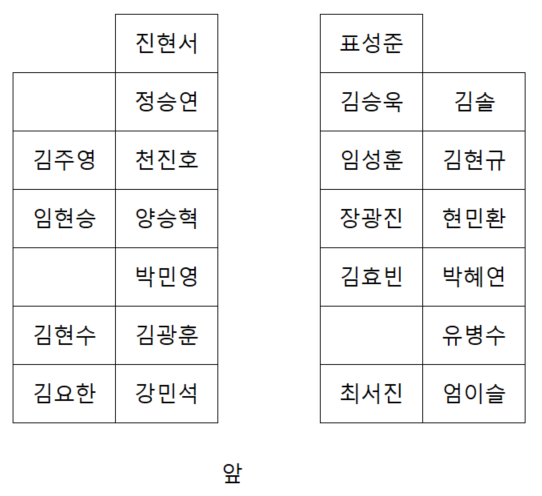 진현서 표성준
정승연 김승욱 김솔
김주영 천진호 임성훈 김현규
임현승 양승혁 장광진 현민환
박민영 김효빈 박혜연
김현수 김광훈 유병수
김요한 강민석 최서진 엄이슬
앞